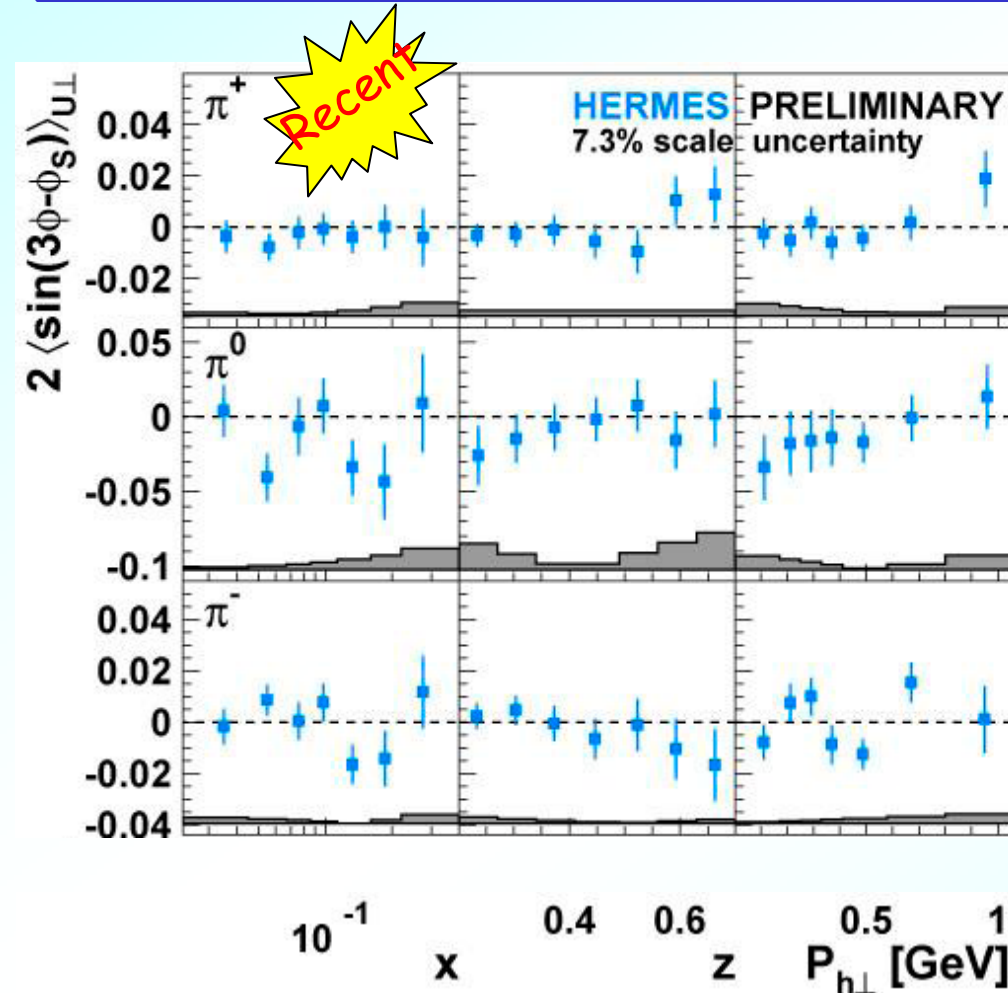 Recent
HERMES PRELIMINARY
7.3% scale uncertainty
2 ⟨sin(3ϕ-ϕS)⟩U⊥
π+
0.04
0.02
0
-0.02
π0
0.05
0
-0.05
-0.1
π-
0.04
0.02
0
-0.02
-0.04
10 -1
0.4 0.6
0.5 1
x
z
Ph⊥ [GeV]